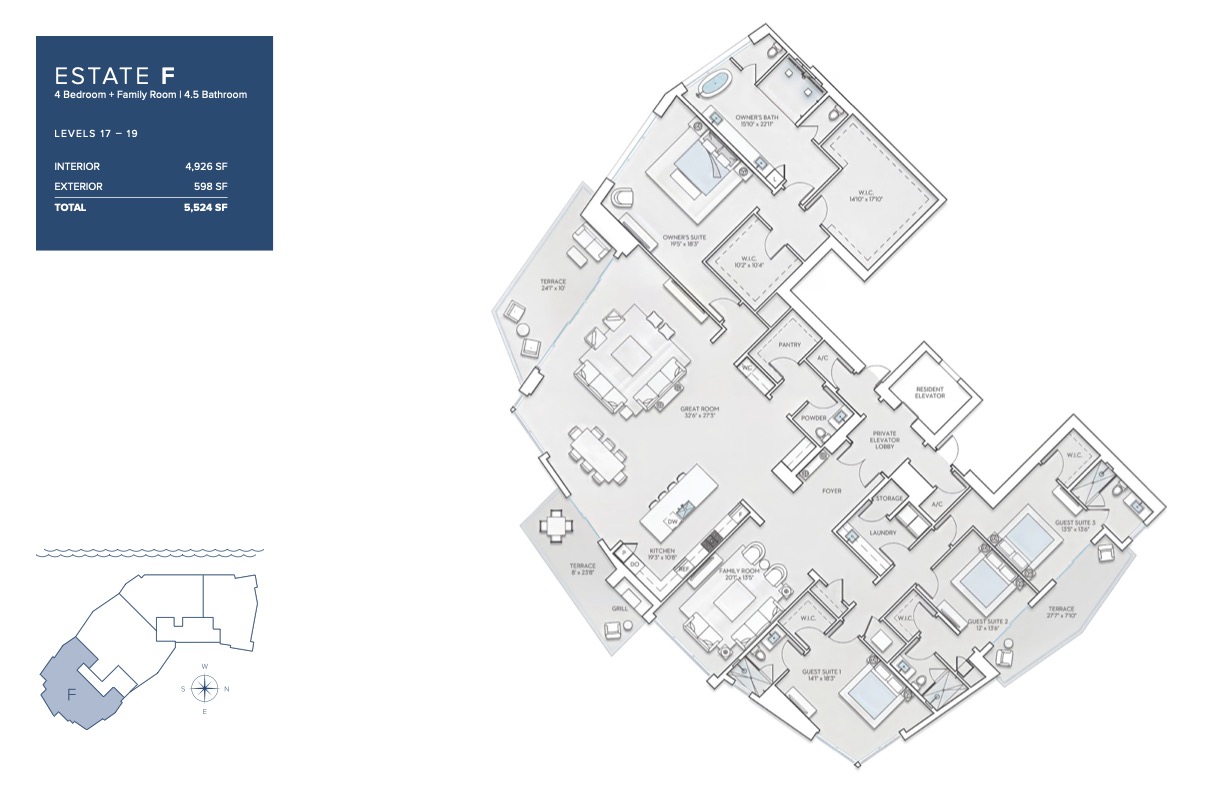 ESTATE F
4 Bedroom + Family Room | 4.5 Bathroom
LEVELS 17 – 19
INTERIOR 4,926 SF
EXTERIOR 598 SF
TOTAL 5,524 SF
OWNER'S BATH
15'10" x 22'11"
L
W.I.C.
14'10" x 17'10"
OWNER'S SUITE
19'5" x 18'3"
W.I.C.
10'2" x 10'4"
TERRACE
24'1" x 10'
PANTRY
A/C
WC
RESIDENT
ELEVATOR
GREAT ROOM
32'6" x 27'3"
POWDER
PRIVATE
ELEVATOR
LOBBY
W.I.C.
FOYER
STORAGE
A/C
F
DW
GUEST SUITE 3
13'5" x 13'6"
LAUNDRY
KITCHEN
19'3" x 10'8"
P
DO
REF
FAMILY ROOM
20'1" x 13'5"
TERRACE
8' x 23'8"
GRILL
TERRACE
27'7" x 7'10"
W.I.C.
W.I.C.
GUEST SUITE 2
12' x 13'6"
GUEST SUITE 1
14'1" x 18'3"
F
W
S
N
E